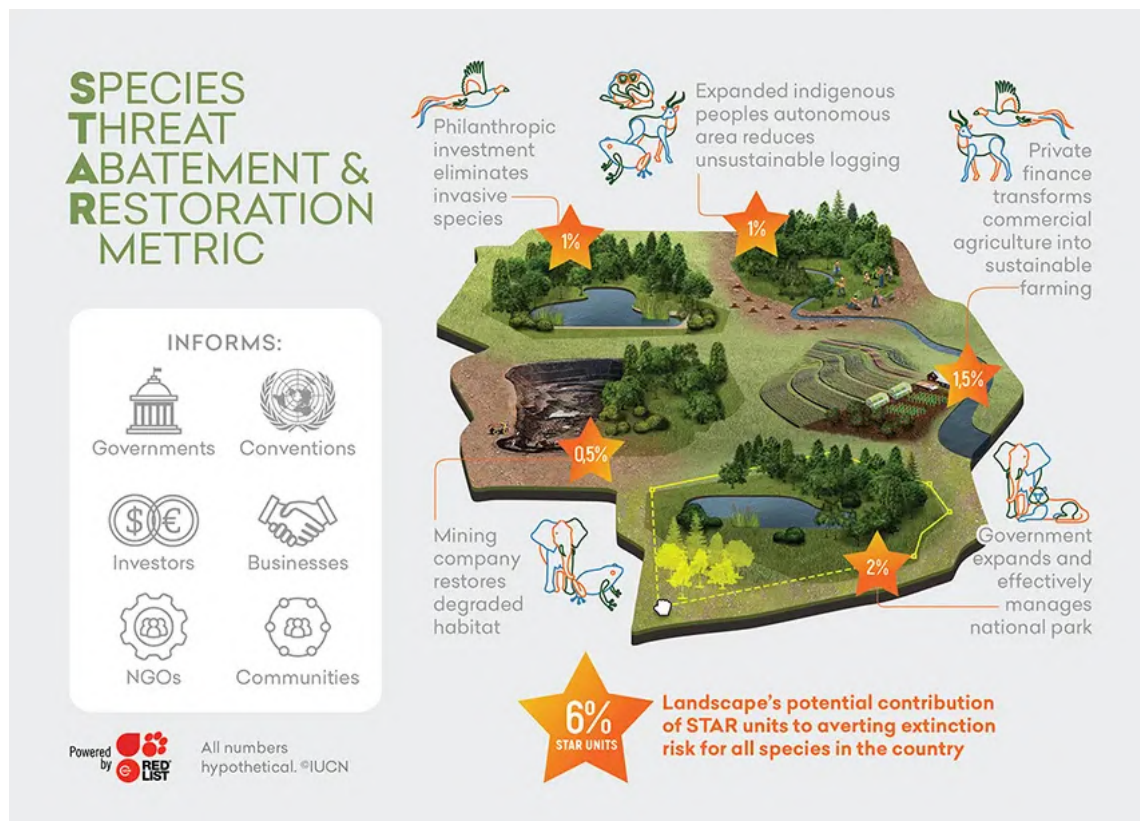 SPECIES
THREAT
ABATEMENT &
RESTORATION
METRIC
INFORMS:
Governments
Conventions
$ €
Investors
Businesses
NGOs
Communities
Powered
by
RED
LIST
All numbers
hypothetical. ©IUCN
Philanthropic
investment
eliminates
invasive
species
1%
Expanded indigenous
peoples autonomous
area reduces
unsustainable logging
1%
Private
finance
transforms
commercial
agriculture into
sustainable
farming
1,5%
Mining
company
restores
degraded
habitat
0,5%
Government
expands and
effectively
manages
national park
2%
6%
STAR UNITS
Landscape's potential contribution
of STAR units to averting extinction
risk for all species in the country